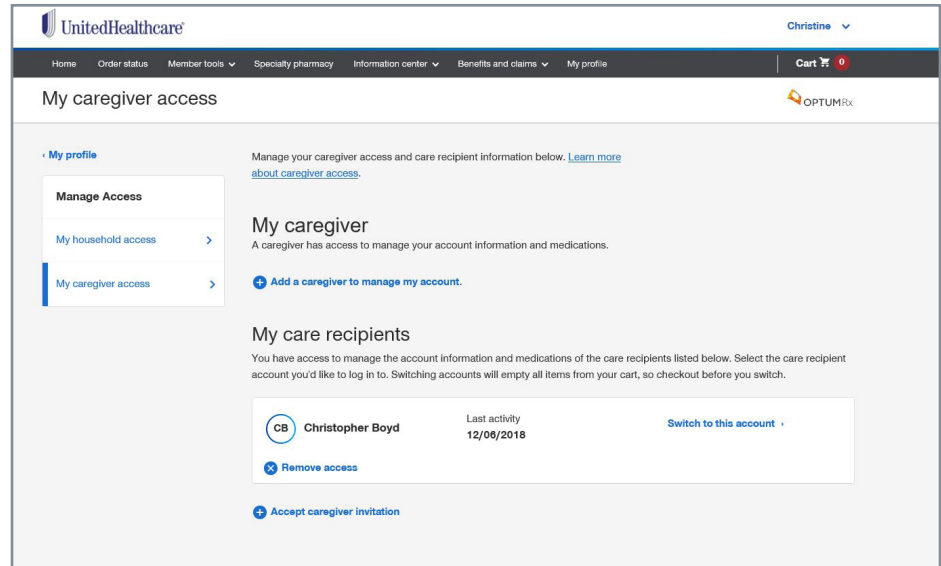 UnitedHealthcare®
Christine
Home Order status Member tools Specialty pharmacy Information center Benefits and claims My profile Cart 0
My caregiver access
OPTUMRx
‹ My profile
Manage Access
My household access
My caregiver access
Manage your caregiver access and care recipient information below. Learn more
about caregiver access.
My caregiver
A caregiver has access to manage your account information and medications.
Add a caregiver to manage my account.
My care recipients
You have access to manage the account information and medications of the care recipients listed below. Select the care recipient
account you'd like to log in to. Switching accounts will empty all items from your cart, so checkout before you switch.
CB Christopher Boyd
Last activity
12/06/2018
Switch to this account ›
Remove access
Accept caregiver invitation